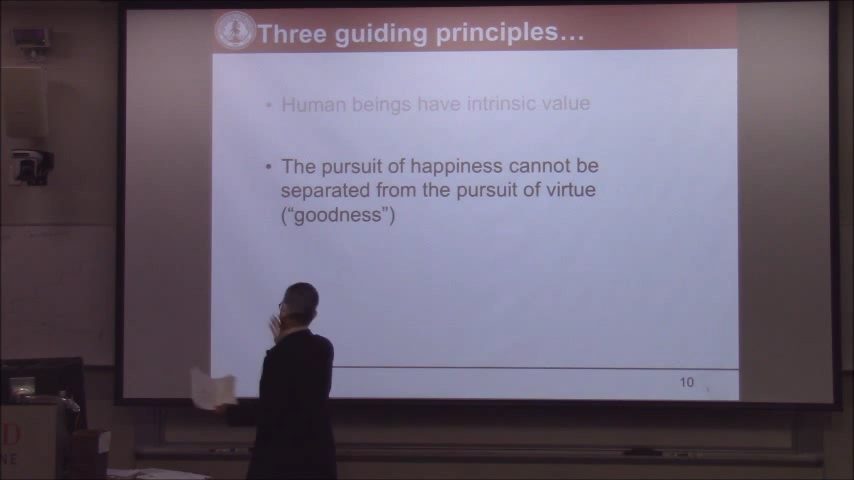 Three guiding principles...
• Human beings have intrinsic value
• The pursuit of happiness cannot be
separated from the pursuit of virtue
(“goodness”)
10
D
NE